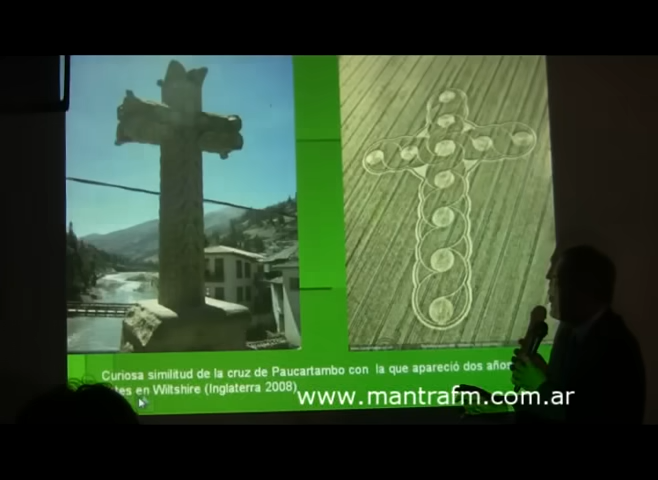 Curiosa similitud de la cruz de Paucartambo con la que apareció dos años
tes en Wiltshire (Inglaterra 2008)
www.mantrafm.com.ar